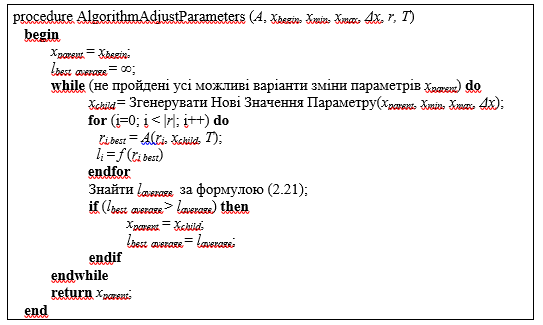 procedure AlgorithmAdjustParameters (A, xbegin, xmin, xmax, Δx, r, T)
begin
xparent = xbegin;
lbest average = ∞;
while (не пройдені усі можливі варіанти зміни параметрів xparent) do
xchild = Згенерувати Нові Значення Параметру(xparent, xmin, xmax, Δx);
for (i=0; i < |r|; i++) do
ri best = A(ri, xchild, T);
li = f (ri best)
endfor
Знайти laverage за формулою (2.21);
if (lbest average > laverage) then
xparent = xchild;
lbest average = laverage;
endif
endwhile
return xparent;
end